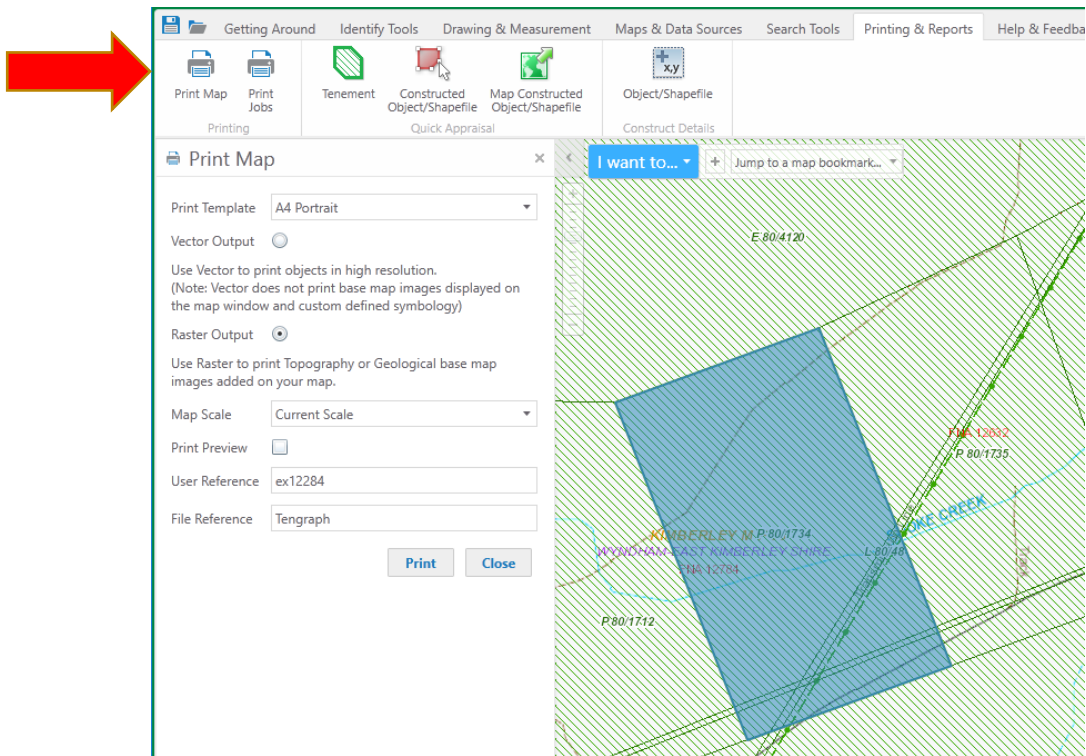 Getting Around Identify Tools Drawing & Measurement Maps & Data Sources Search Tools Printing & Reports Help & Feedba
Print Map
Print Jobs
Tenement
Constructed Object/Shapefile
Map Constructed Object/Shapefile
Object/Shapefile
x,y
Printing Quick Appraisal Construct Details
Print Map
I want to...
Jump to a map bookmark...
Print Template A4 Portrait
Vector Output
Use Vector to print objects in high resolution.
(Note: Vector does not print base map images displayed on
the map window and custom defined symbology)
Raster Output
Use Raster to print Topography or Geological base map
images added on your map.
Map Scale Current Scale
Print Preview
User Reference ex12284
File Reference Tengraph
Print Close
E 80/4120
FNA 12632
P 80/1735
OKE CREEK
KIMBERLEY M P 80/1734
WYNDHAM-EAST KIMBERLEY SHIRE
L 80/48
FNA 12784
P 80/1712